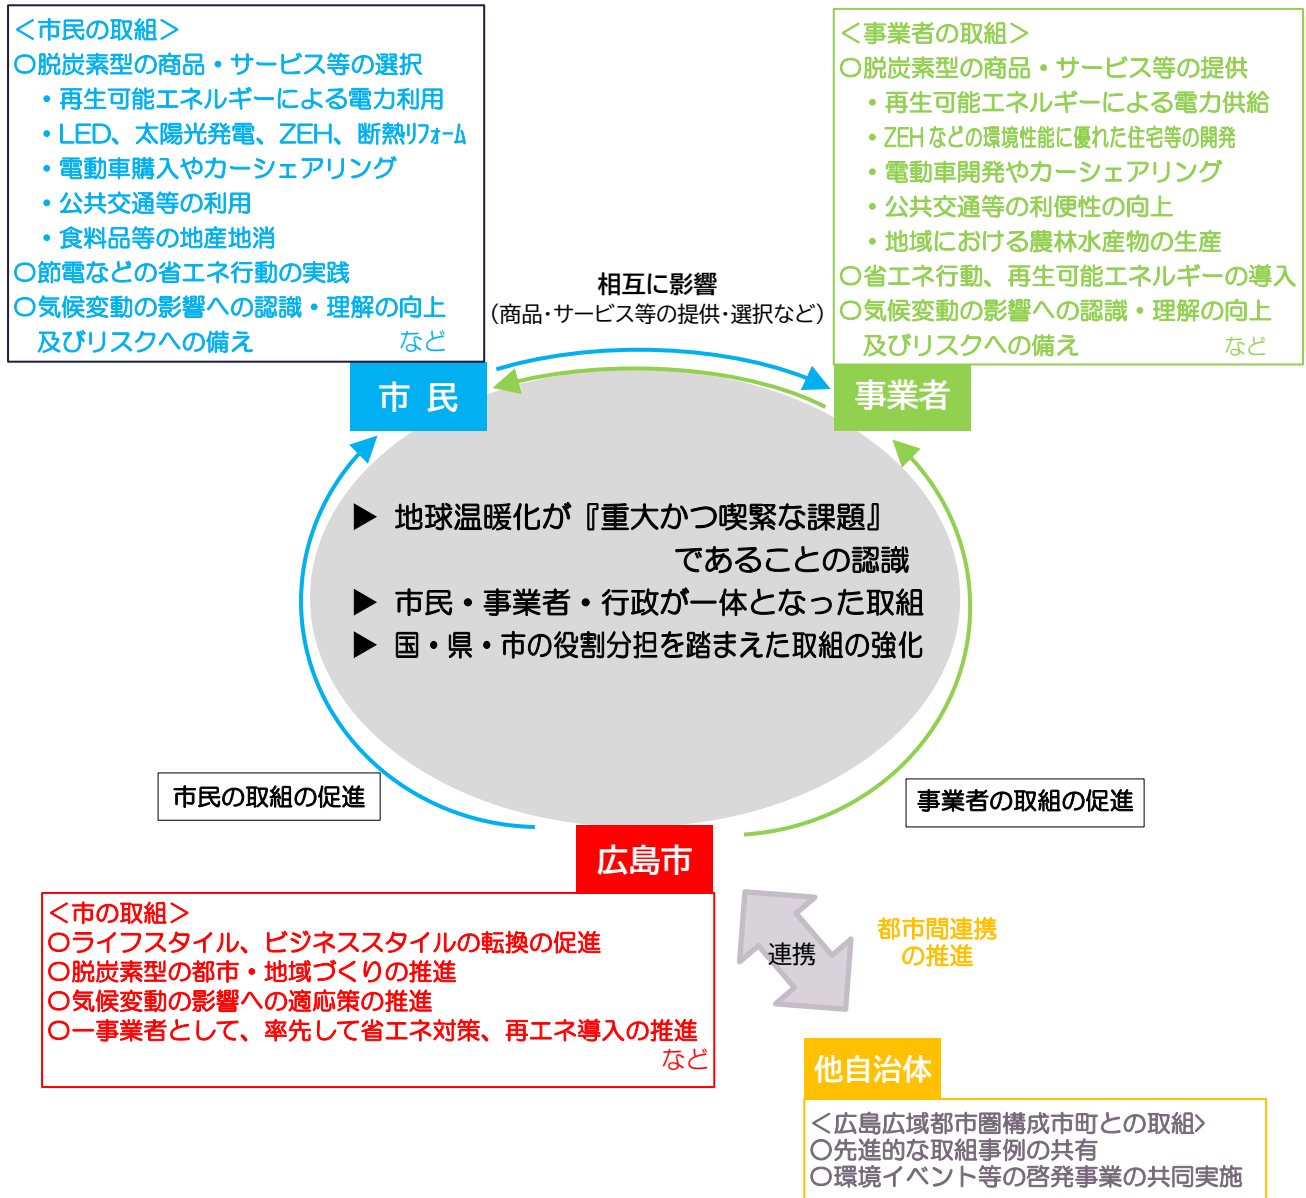 ＜市民の取組＞
○脱炭素型の商品・サービス等の選択
・再生可能エネルギーによる電力利用
・LED、太陽光発電、ZEH、断熱ﾘﾌｫｰﾑ
・電動車購入やカーシェアリング
・公共交通等の利用
・食料品等の地産地消
○節電などの省エネ行動の実践
○気候変動の影響への認識・理解の向上
及びリスクへの備え　など
市 民
＜事業者の取組＞
○脱炭素型の商品・サービス等の提供
・再生可能エネルギーによる電力供給
・ZEHなどの環境性能に優れた住宅等の開発
・電動車開発やカーシェアリング
・公共交通等の利便性の向上
・地域における農林水産物の生産
○省エネ行動、再生可能エネルギーの導入
○気候変動の影響への認識・理解の向上
及びリスクへの備え　など
事業者
相互に影響
（商品･サービス等の提供･選択など）
▶ 地球温暖化が『重大かつ喫緊な課題』
であることの認識
▶ 市民・事業者・行政が一体となった取組
▶ 国・県・市の役割分担を踏まえた取組の強化
市民の取組の促進
事業者の取組の促進
広島市
＜市の取組＞
○ライフスタイル、ビジネススタイルの転換の促進
○脱炭素型の都市・地域づくりの推進
○気候変動の影響への適応策の推進
○一事業者として、率先して省エネ対策、再エネ導入の推進
など
連携
都市間連携
の推進
他自治体
＜広島広域都市圏構成市町との取組>
○先進的な取組事例の共有
○環境イベント等の啓発事業の共同実施